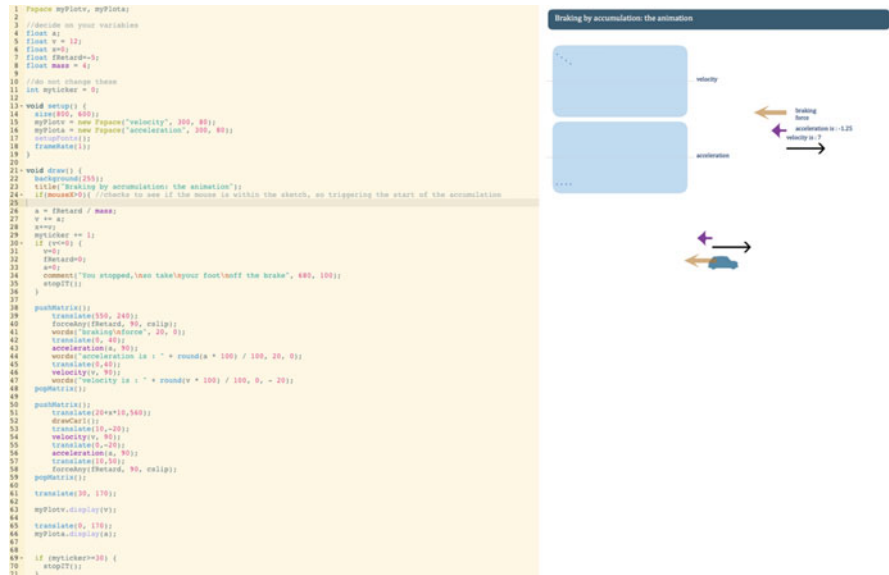 1 Fspace myPlotv, myPlota;
2
3 //decide on your variables
4 float a;
5 float v = 12;
6 float s=0;
7 float fRetard=-5;
8 float mass = 4;
9
10 //do not change these
11 int myticker = 0;
12
13 void setup() {
14 size(800, 600);
15 myPlotv = new Fspace("velocity", 300, 80);
16 myPlota = new Fspace("acceleration", 300, 80);
17 setupFonts();
18 frameRate(1);
19 }
20
21 void draw() {
22 background(255);
23 title("Braking by accumulation: the animation");
24 if(mouseX>0){ //checks to see if the mouse is within the sketch, so triggering the start of the accumulation
25
26 a = fRetard / mass;
27 v += a;
28 s+=v;
29 myticker += 1;
30 if (v<=0) {
31 v=0;
32 fRetard=0;
33 a=0;
34 comment("You stopped,\nso take\nyour foot\noff the brake", 680, 100);
35 stopIT();
36 }
37
38 pushMatrix();
39 translate(550, 240);
40 forceAny(fRetard, 90, cslip);
41 words("braking\nforce", 20, 0);
42 translate(0, 40);
43 acceleration(a, 90);
44 words("acceleration is : " + round(a * 100) / 100, 20, 0);
45 translate(0,40);
46 velocity(v, 90);
47 words("velocity is : " + round(v * 100) / 100, 0, - 20);
48 popMatrix();
49
50 pushMatrix();
51 translate(20+s*10,560);
52 drawCar1();
53 translate(10,-20);
54 velocity(v, 90);
55 translate(0,-20);
56 acceleration(a, 90);
57 translate(10,50);
58 forceAny(fRetard, 90, cslip);
59 popMatrix();
60
61 translate(30, 170);
62
63 myPlotv.display(v);
64
65 translate(0, 170);
66 myPlota.display(a);
67
68
69 if (myticker>=30) {
70 stopIT();
71 }
Braking by accumulation: the animation
velocity
braking
force
acceleration is : -1.25
velocity is : 7
acceleration